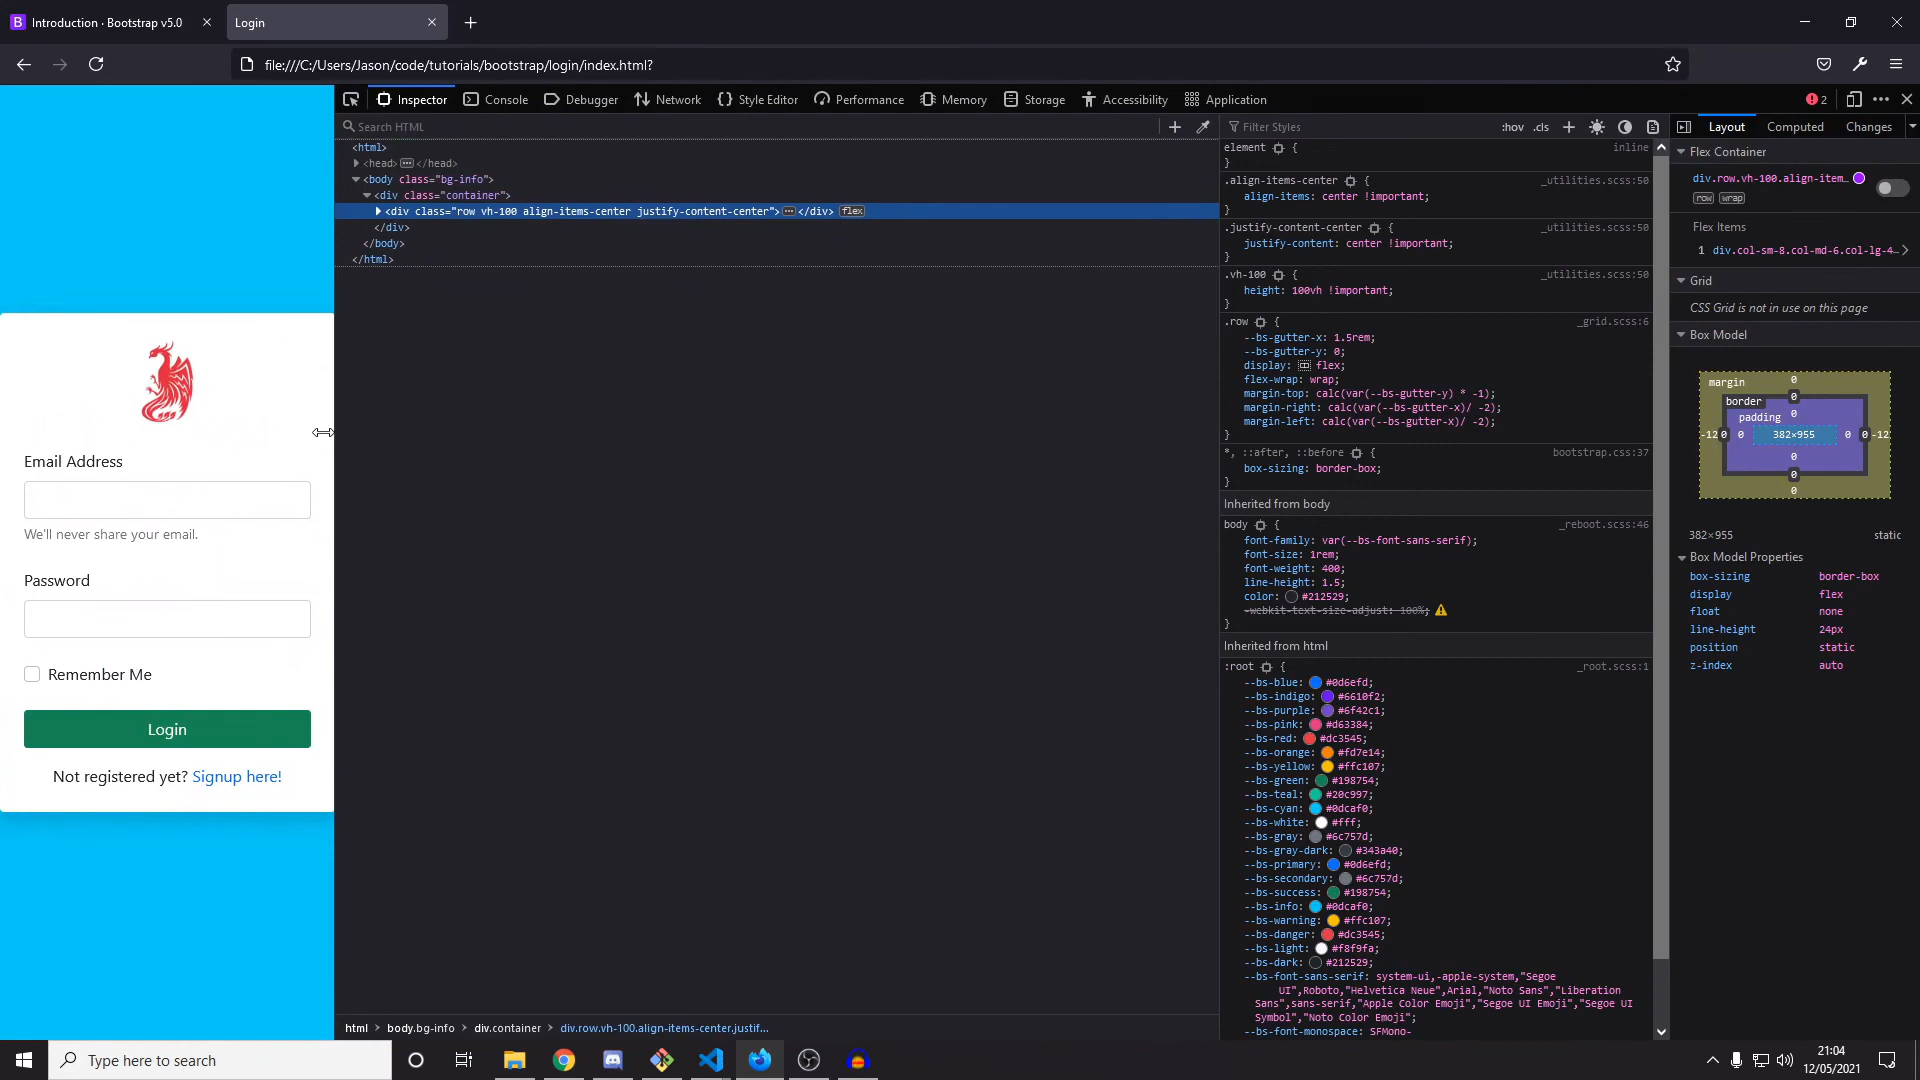 Introduction · Bootstrap v5.0
Login
file:///C:/Users/Jason/code/tutorials/bootstrap/login/index.html?
Inspector
Console
Debugger
Network
Style Editor
Performance
Memory
Storage
Accessibility
Application
2
Search HTML
Filter Styles
:hov .cls
Layout
Computed
Changes
<html>
<head> </head>
<body class="bg-info">
<div class="container">
<div class="row vh-100 align-items-center justify-content-center"> </div> flex
</div>
</body>
</html>
Email Address
We'll never share your email.
Password
Remember Me
Login
Not registered yet? Signup here!
element { inline
}
.align-items-center { _utilities.scss:50
align-items: center !important;
}
.justify-content-center { _utilities.scss:50
justify-content: center !important;
}
.vh-100 { _utilities.scss:50
height: 100vh !important;
}
.row { _grid.scss:6
--bs-gutter-x: 1.5rem;
--bs-gutter-y: 0;
display: flex;
flex-wrap: wrap;
margin-top: calc(var(--bs-gutter-y) * -1);
margin-right: calc(var(--bs-gutter-x)/ -2);
margin-left: calc(var(--bs-gutter-x)/ -2);
}
*, ::after, ::before { bootstrap.css:37
box-sizing: border-box;
}
Inherited from body
body { _reboot.scss:46
font-family: var(--bs-font-sans-serif);
font-size: 1rem;
font-weight: 400;
line-height: 1.5;
color: #212529;
-webkit-text-size-adjust: 100%;
}
Inherited from html
:root { _root.scss:1
--bs-blue: #0d6efd;
--bs-indigo: #6610f2;
--bs-purple: #6f42c1;
--bs-pink: #d63384;
--bs-red: #dc3545;
--bs-orange: #fd7e14;
--bs-yellow: #ffc107;
--bs-green: #198754;
--bs-teal: #20c997;
--bs-cyan: #0dcaf0;
--bs-white: #fff;
--bs-gray: #6c757d;
--bs-gray-dark: #343a40;
--bs-primary: #0d6efd;
--bs-secondary: #6c757d;
--bs-success: #198754;
--bs-info: #0dcaf0;
--bs-warning: #ffc107;
--bs-danger: #dc3545;
--bs-light: #f8f9fa;
--bs-dark: #212529;
--bs-font-sans-serif: system-ui,-apple-system,"Segoe
UI",Roboto,"Helvetica Neue",Arial,"Noto Sans","Liberation
Sans",sans-serif,"Apple Color Emoji","Segoe UI Emoji","Segoe UI
Symbol","Noto Color Emoji";
--bs-font-monospace: SFMono-
Flex Container
div.row.vh-100.align-item...
row wrap
Flex Items
1 div.col-sm-8.col-md-6.col-lg-4...
Grid
CSS Grid is not in use on this page
Box Model
margin 0
border 0
padding 0
-12 0 0 382×955 0 0 -12
0
0
0
382×955 static
Box Model Properties
box-sizing border-box
display flex
float none
line-height 24px
position static
z-index auto
html body.bg-info div.container div.row.vh-100.align-items-center.justif...
Type here to search
21:04
12/05/2021